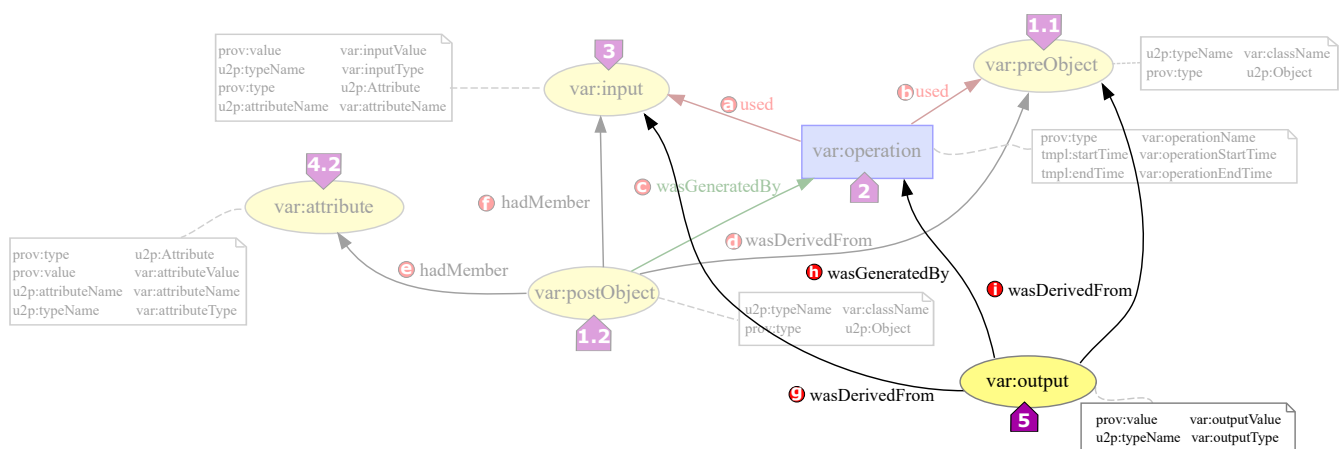 1.1
3
prov:value var:inputValue
u2p:typeName var:inputType
prov:type u2p:Attribute
u2p:attributeName var:attributeName
var:input
var:preObject
u2p:typeName var:className
prov:type u2p:Object
a used
b used
var:operation
2
prov:type var:operationName
tmpl:startTime var:operationStartTime
tmpl:endTime var:operationEndTime
4.2
var:attribute
c wasGeneratedBy
f hadMember
d wasDerivedFrom
prov:type u2p:Attribute
prov:value var:attributeValue
u2p:attributeName var:attributeName
u2p:typeName var:attributeType
e hadMember
h wasGeneratedBy
i wasDerivedFrom
var:postObject
1.2
u2p:typeName var:className
prov:type u2p:Object
var:output
5
g wasDerivedFrom
prov:value var:outputValue
u2p:typeName var:outputType